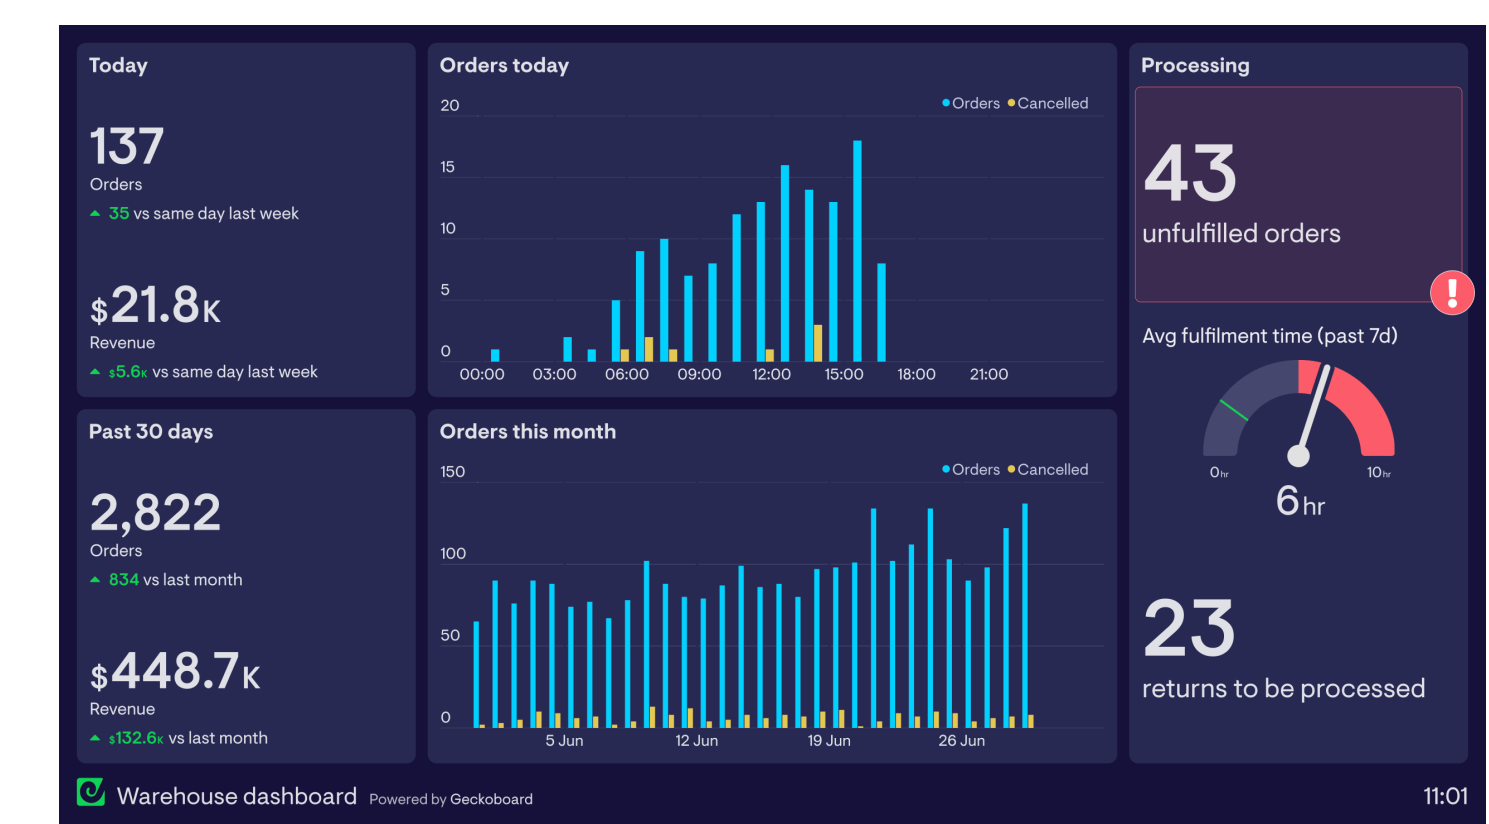 Today
137
Orders
35 vs same day last week
$21.8K
Revenue
$5.6K vs same day last week
Orders today
Orders Cancelled
20
15
10
5
0
00:00 03:00 06:00 09:00 12:00 15:00 18:00 21:00
Processing
43
unfulfilled orders
!
Avg fulfilment time (past 7d)
0hr 10hr
6hr
23
returns to be processed
Past 30 days
2,822
Orders
834 vs last month
$448.7K
Revenue
$132.6K vs last month
Orders this month
Orders Cancelled
150
100
50
0
5 Jun 12 Jun 19 Jun 26 Jun
Warehouse dashboard Powered by Geckoboard
11:01